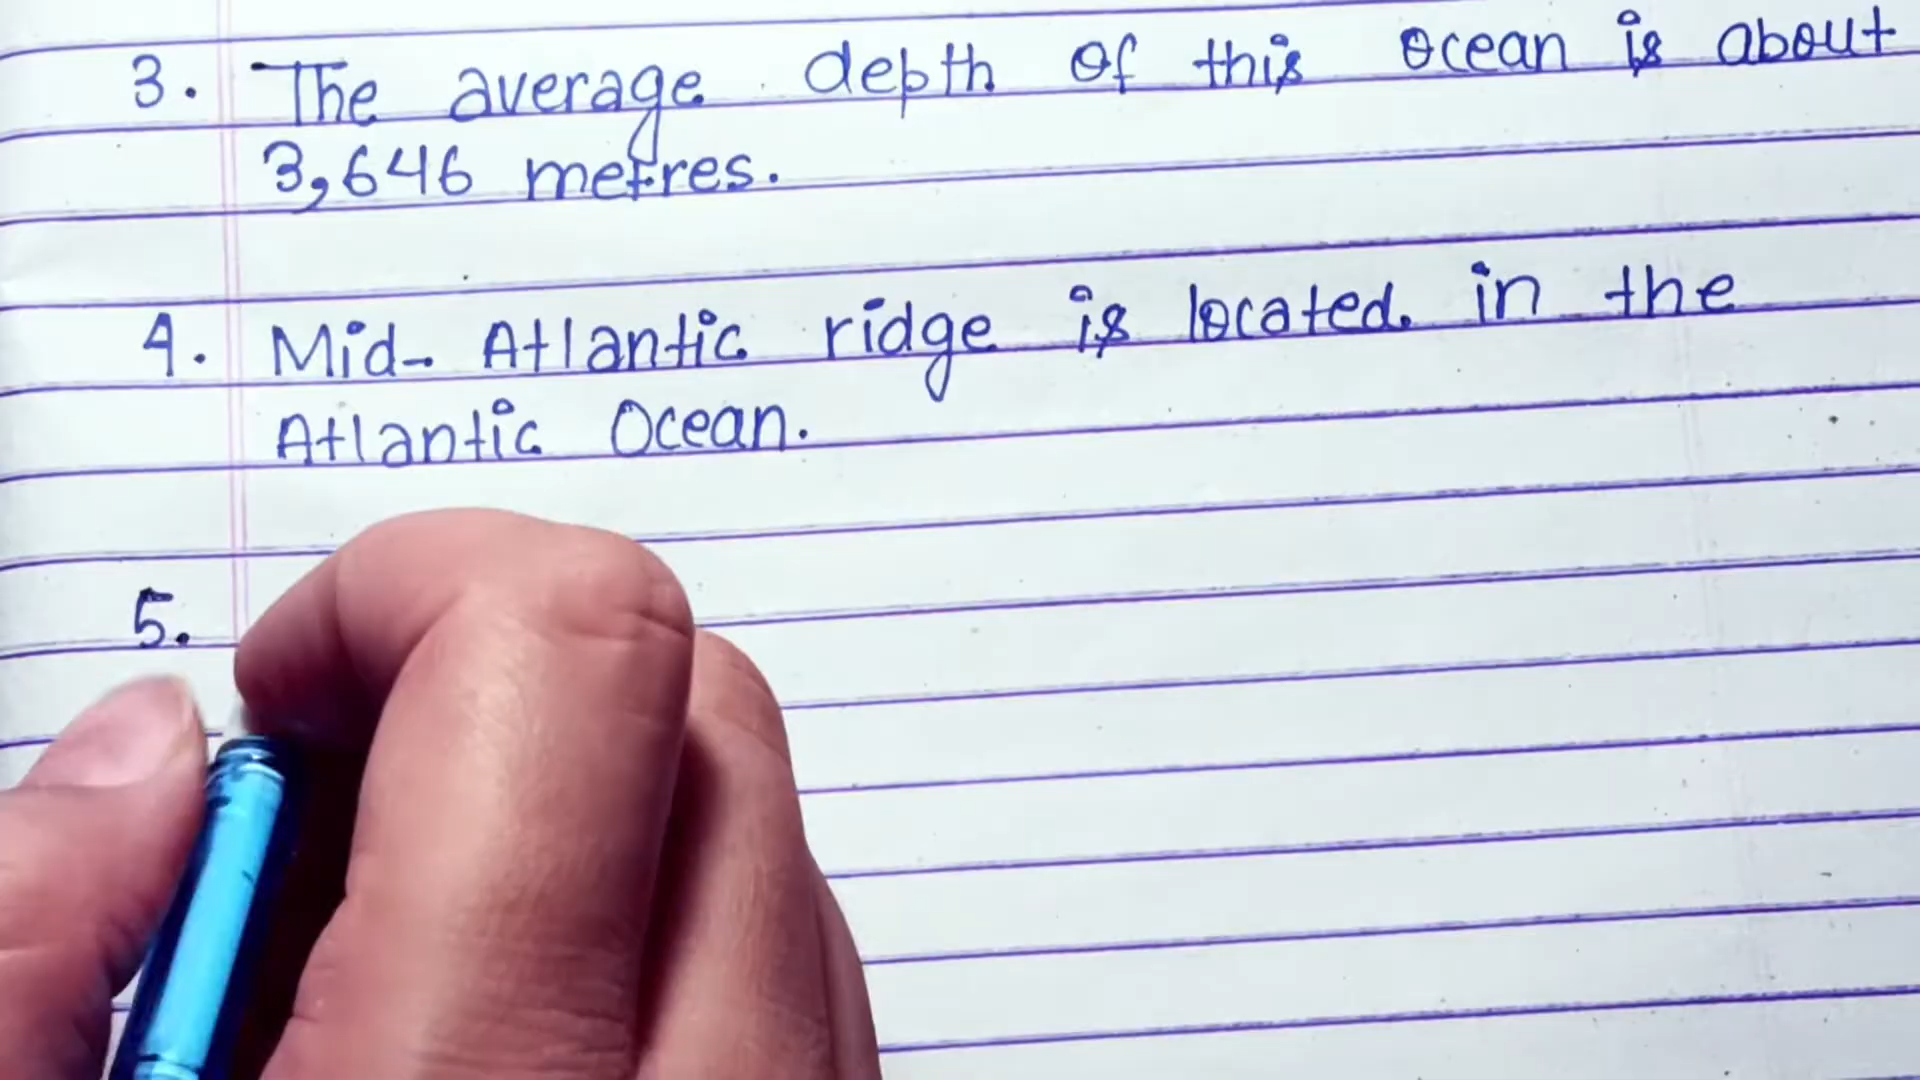 3. The average depth of this ocean is about
3,646 metres.
4. Mid- Atlantic ridge is located in the
Atlantic Ocean.
5.